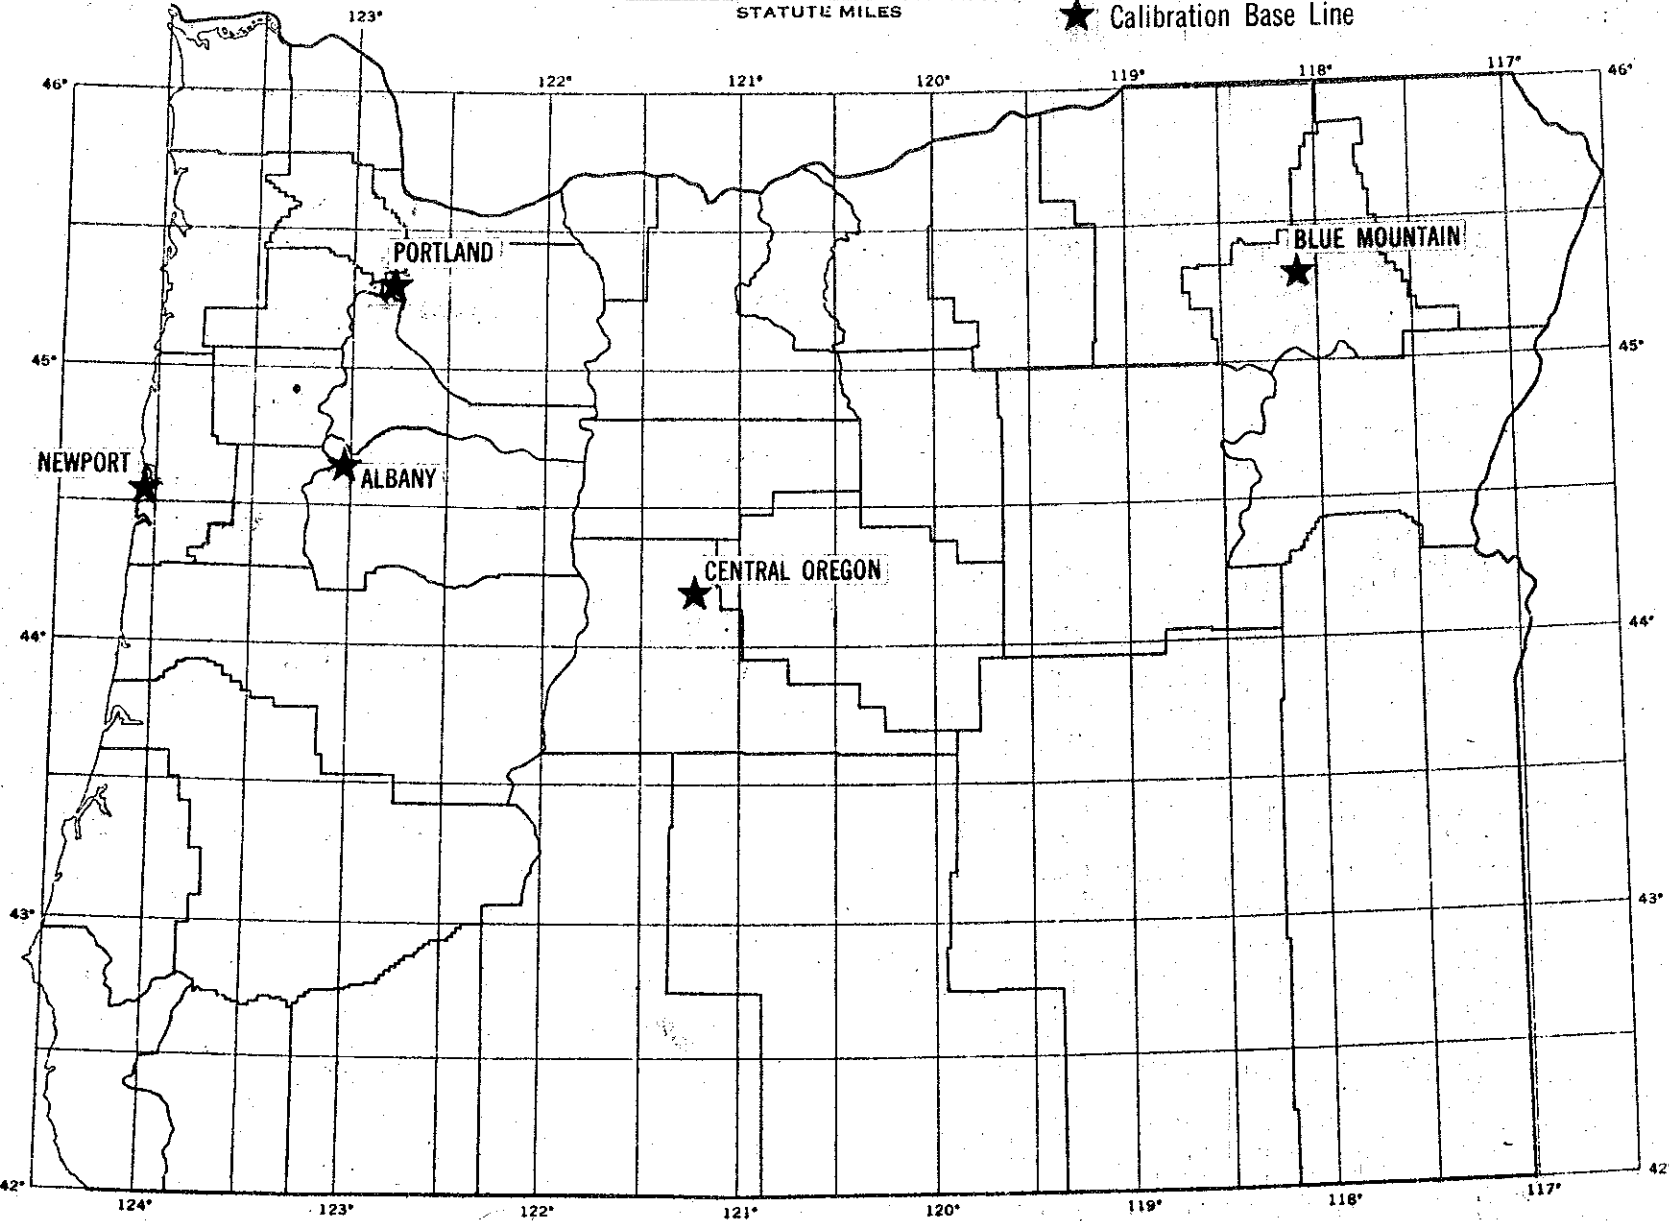 STATUTE MILES
★ Calibration Base Line
123°
46° 122° 121° 120° 119° 118° 117° 46°
PORTLAND
BLUE MOUNTAIN
45° 45°
NEWPORT
ALBANY
CENTRAL OREGON
44° 44°
43° 43°
42° 42°
124° 123° 122° 121° 120° 119° 118° 117°